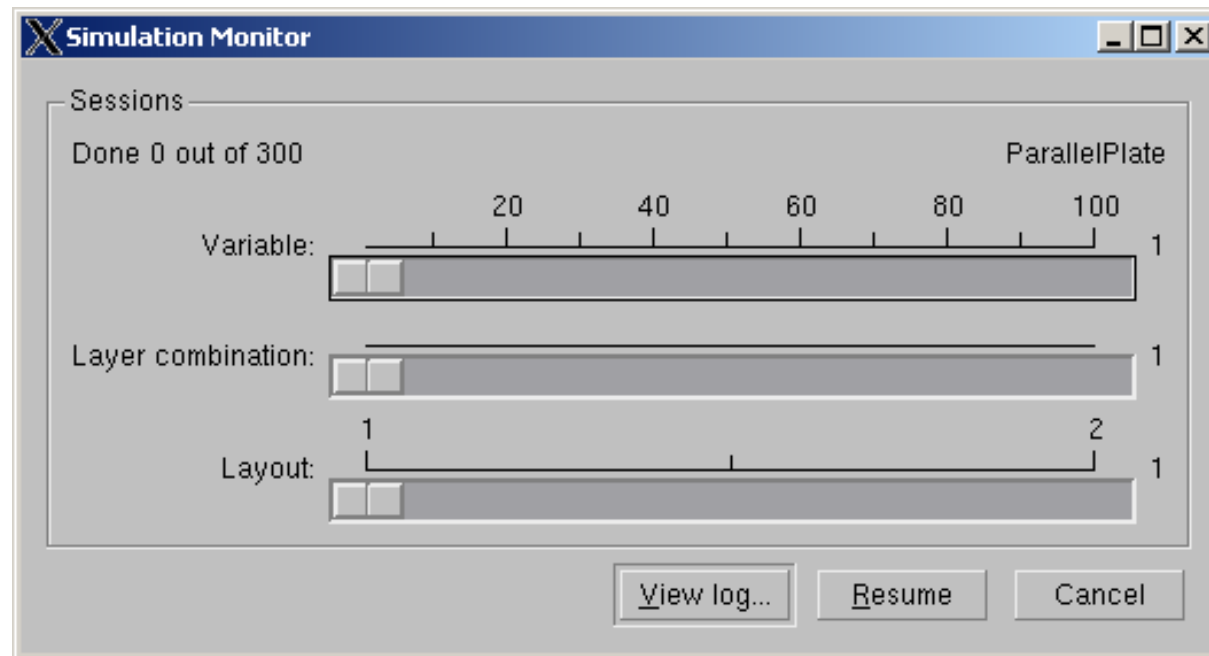 Simulation Monitor
Sessions
Done 0 out of 300 ParallelPlate
20 40 60 80 100
Variable: 1
Layer combination: 1
1 2
Layout: 1
View log... Resume Cancel